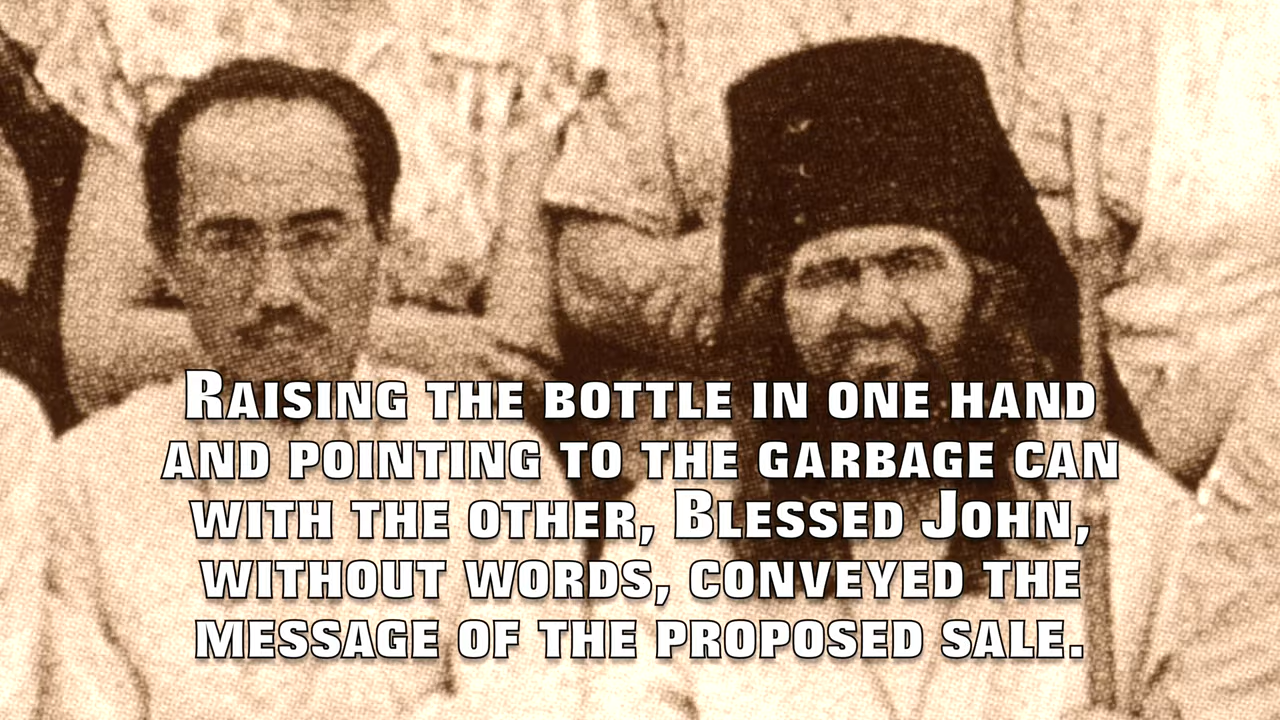 Raising the bottle in one hand
and pointing to the garbage can
with the other, Blessed John,
without words, conveyed the
message of the proposed sale.